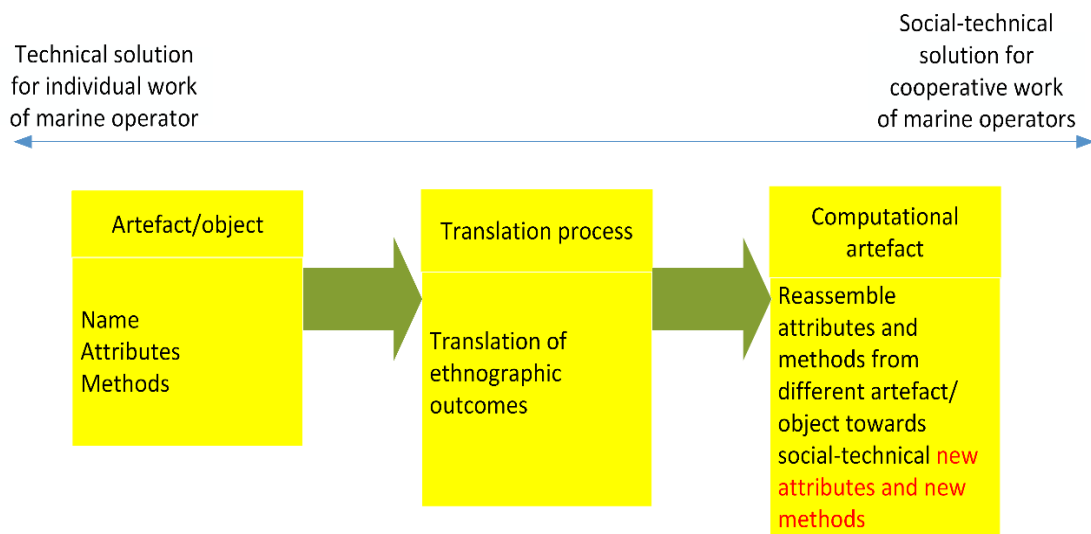 Technical solution
for individual work
of marine operator
Social-technical
solution for
cooperative work
of marine operators
Artefact/object
Name
Attributes
Methods
Translation process
Translation of
ethnographic
outcomes
Computational
artefact
Reassemble
attributes and
methods from
different artefact/
object towards
social-technical new
attributes and new
methods